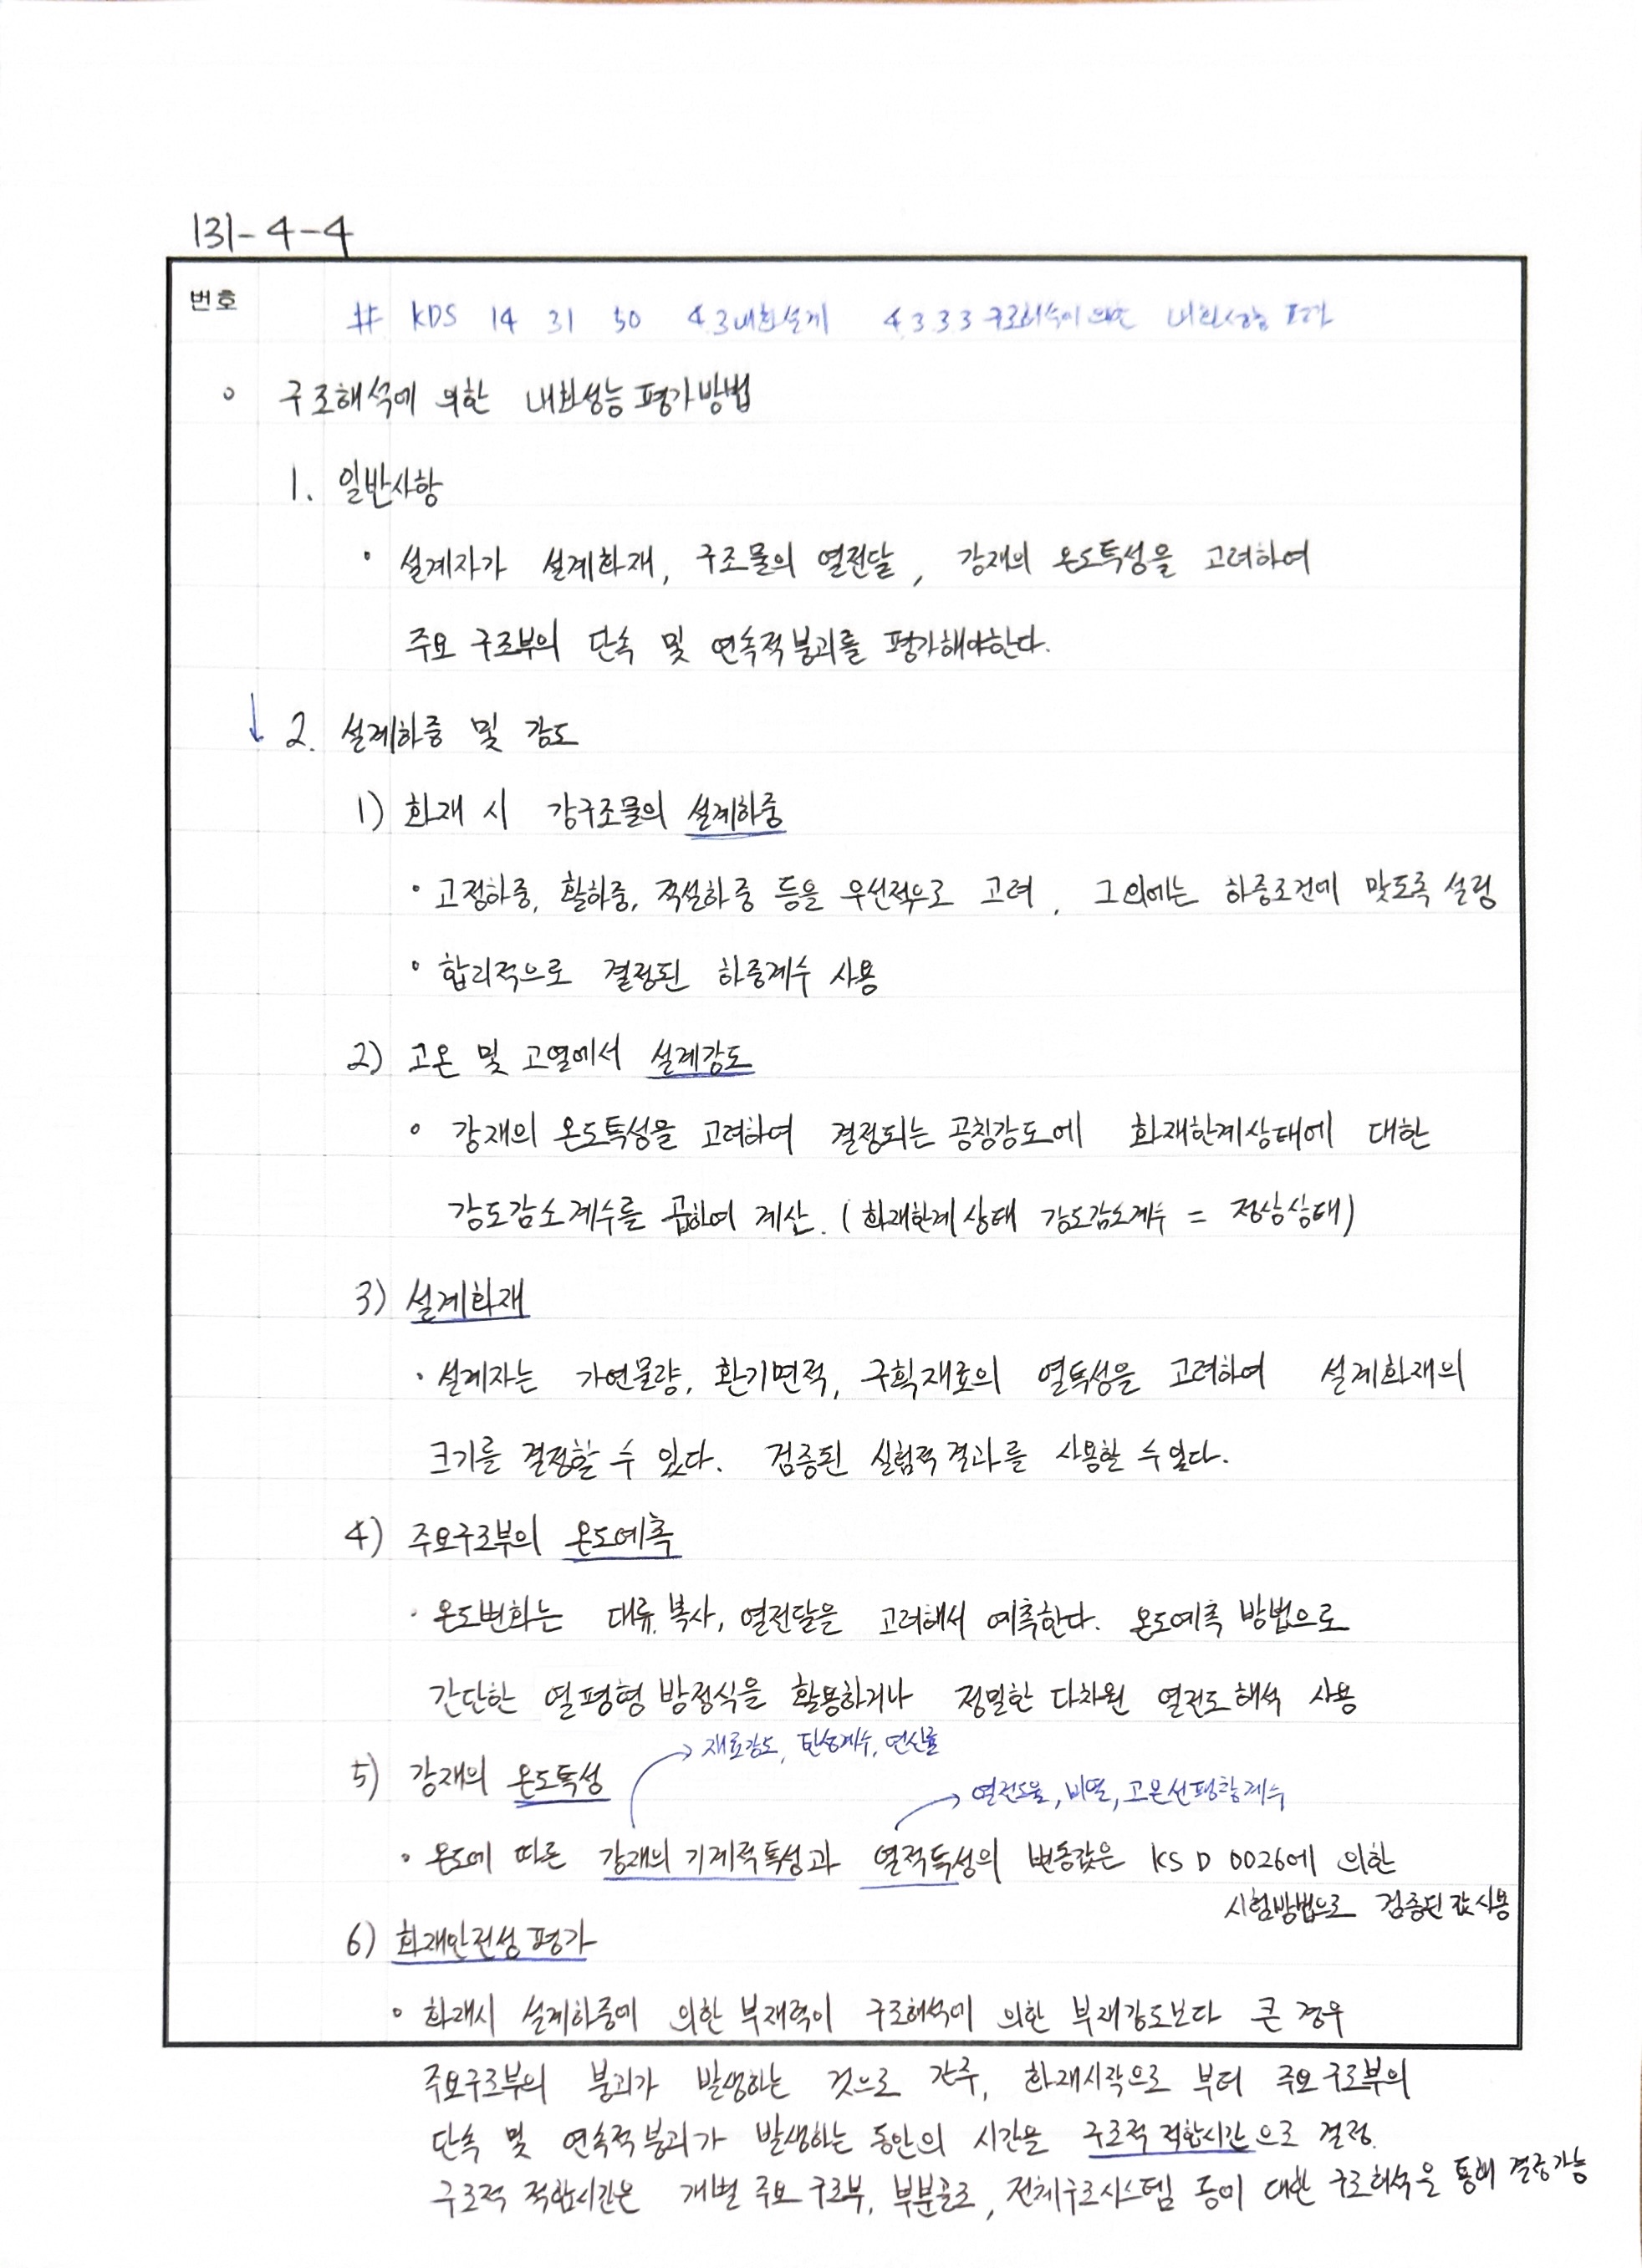 131-4-4
번호
# KDS 14 31 50 4.3 내화설계 4.3.3.3 구조해석에 의한 내화성능 평가
○ 구조해석에 의한 내화성능 평가방법
1. 일반사항
• 설계자가 설계화재, 구조물의 열전달, 강재의 온도특성을 고려하여
주요 구조부의 단속 및 연속적붕괴를 평가해야한다.
↓ 2. 설계하중 및 강도
1) 화재 시 강구조물의 설계하중
• 고정하중, 활하중, 적설하중 등을 우선적으로 고려, 그 외에는 하중조건에 맞도록 설정
• 합리적으로 결정된 하중계수 사용
2) 고온 및 고열에서 설계강도
• 강재의 온도특성을 고려하여 결정되는 공칭강도에 화재한계상태에 대한
강도감소계수를 곱하여 계산. (화재한계상태 강도감소계수 = 정상상태)
3) 설계화재
• 설계자는 가연물량, 환기면적, 구획재료의 열특성을 고려하여 설계화재의
크기를 결정할 수 있다. 검증된 실험적결과를 사용할 수 있다.
4) 주요구조부의 온도예측
• 온도변화는 대류, 복사, 열전달을 고려해서 예측한다. 온도예측 방법으로
간단한 열평형 방정식을 활용하거나 정밀한 다차원 열전도해석 사용
→ 재료강도, 탄성계수, 연신률
5) 강재의 온도특성
→ 열전도율, 비열, 고온선팽창계수
• 온도에 따른 강재의 기계적특성과 열적특성의 변동값은 KS D 0026에 의한
시험방법으로 검증된 값 사용
6) 화재안전성평가
• 화재시 설계하중에 의한 부재력이 구조해석에 의한 부재강도보다 큰 경우
주요구조부의 붕괴가 발생하는 것으로 간주, 화재시작으로 부터 주요구조부의
단속 및 연속적붕괴가 발생하는 동안의 시간을 구조적 적합시간으로 결정.
구조적 적합시간은 개별 주요 구조부, 부분골조, 전체구조시스템 등에 대한 구조해석을 통해 결정가능